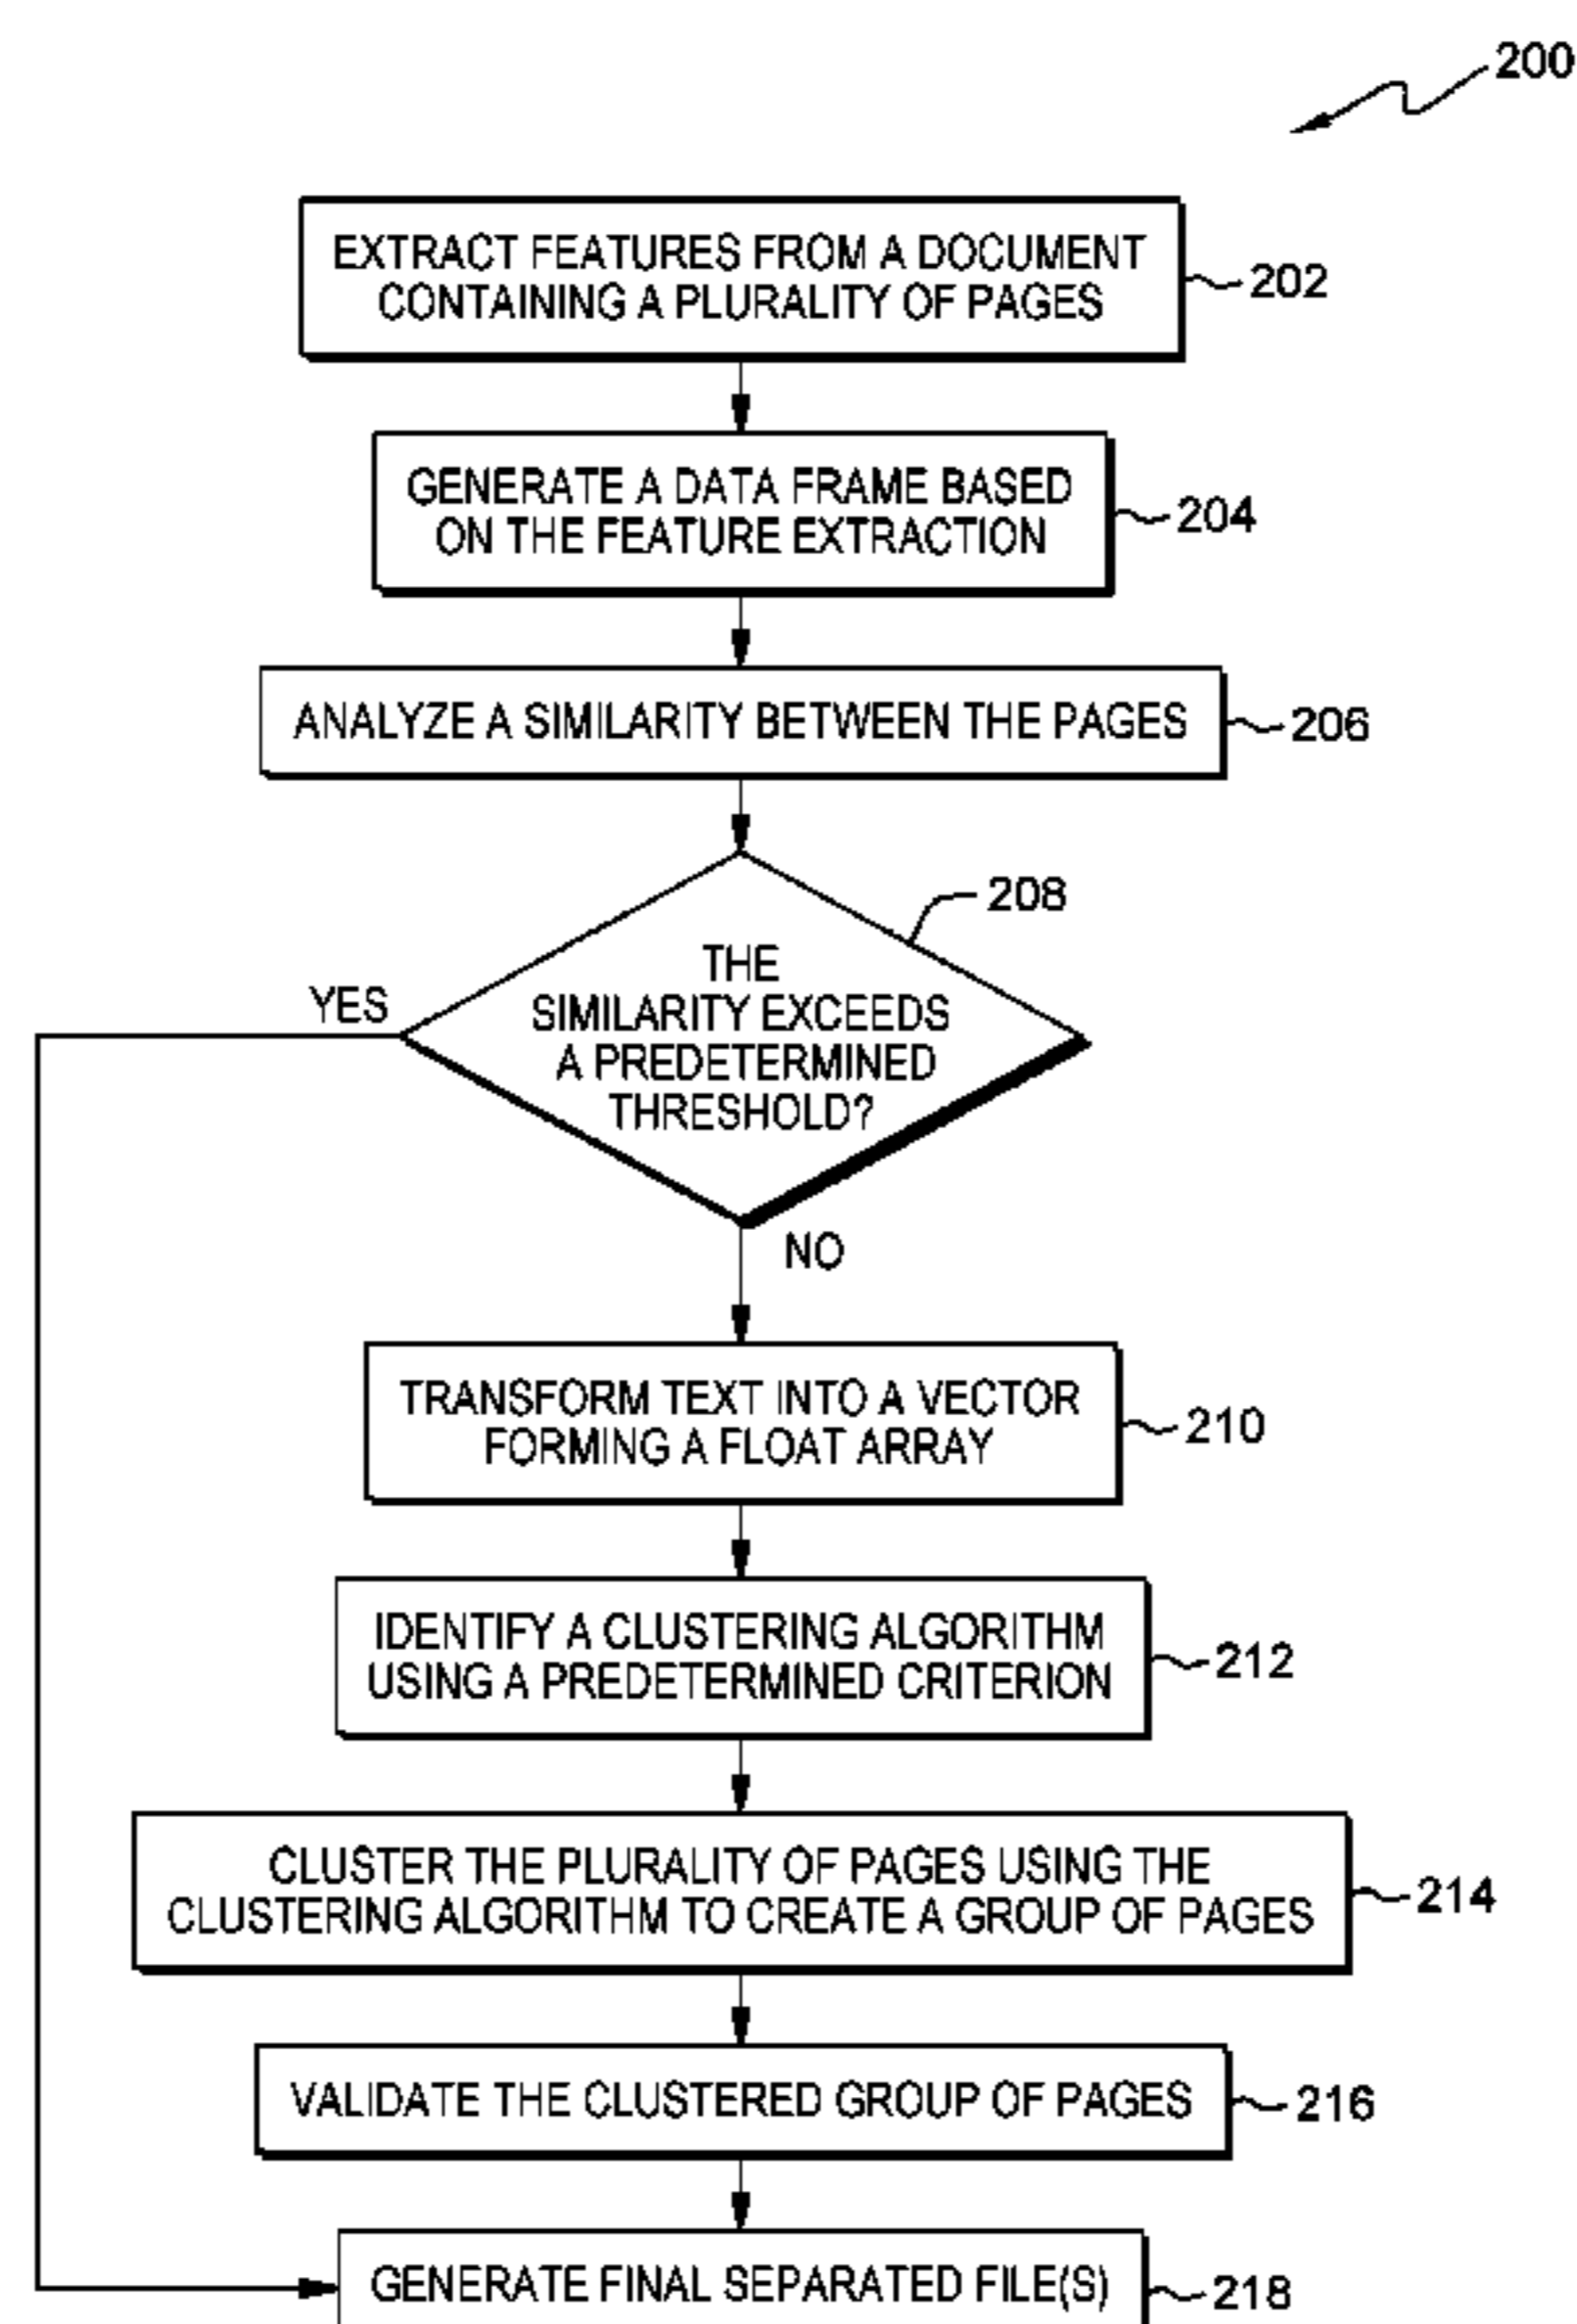 200
EXTRACT FEATURES FROM A DOCUMENT
CONTAINING A PLURALITY OF PAGES
202
GENERATE A DATA FRAME BASED
ON THE FEATURE EXTRACTION
204
ANALYZE A SIMILARITY BETWEEN THE PAGES
206
208
THE
SIMILARITY EXCEEDS
A PREDETERMINED
THRESHOLD?
YES
NO
TRANSFORM TEXT INTO A VECTOR
FORMING A FLOAT ARRAY
210
IDENTIFY A CLUSTERING ALGORITHM
USING A PREDETERMINED CRITERION
212
CLUSTER THE PLURALITY OF PAGES USING THE
CLUSTERING ALGORITHM TO CREATE A GROUP OF PAGES
214
VALIDATE THE CLUSTERED GROUP OF PAGES
216
GENERATE FINAL SEPARATED FILE(S)
218